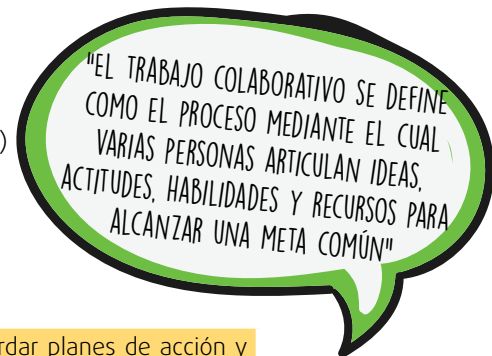 "EL TRABAJO COLABORATIVO SE DEFINE
COMO EL PROCESO MEDIANTE EL CUAL
)
VARIAS PERSONAS ARTICULAN IDEAS,
ACTITUDES, HABILIDADES Y RECURSOS PARA
ALCANZAR UNA META COMÚN"
planes de acción y